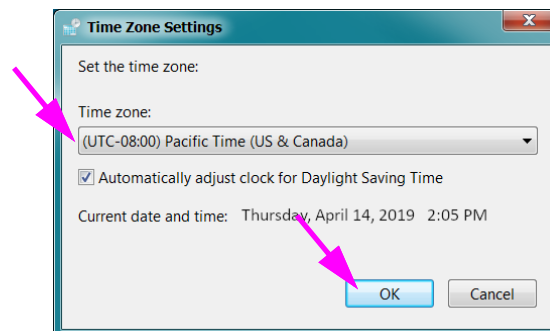 Time Zone Settings
Set the time zone:
Time zone:
(UTC-08:00) Pacific Time (US & Canada)
Automatically adjust clock for Daylight Saving Time
Current date and time: Thursday, April 14, 2019 2:05 PM
OK Cancel